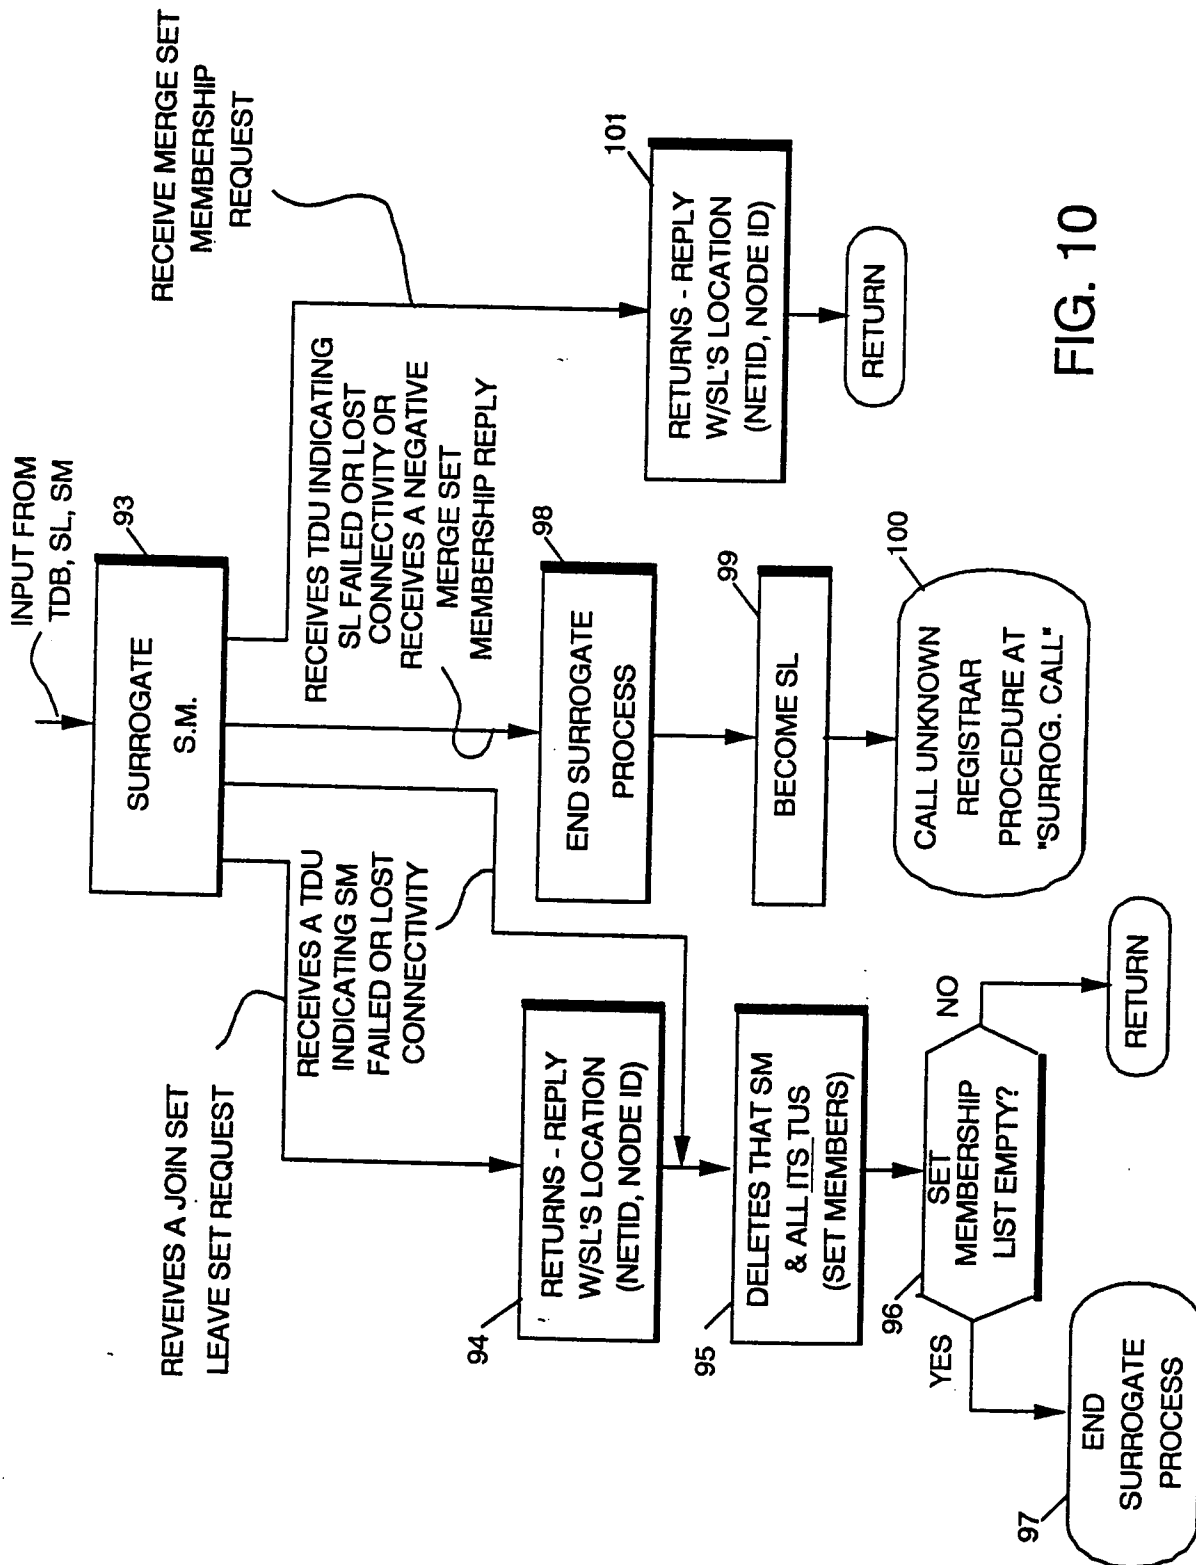 INPUT FROM
TDB, SL, SM
93
SURROGATE
S.M.
REVEIVES A JOIN SET
LEAVE SET REQUEST
RECEIVES A TDU
INDICATING SM
FAILED OR LOST
CONNECTIVITY
RECEIVES TDU INDICATING
SL FAILED OR LOST
CONNECTIVITY OR
RECEIVES A NEGATIVE
MERGE SET
MEMBERSHIP REPLY
RECEIVE MERGE SET
MEMBERSHIP
REQUEST
94
RETURNS - REPLY
W/SL'S LOCATION
(NETID, NODE ID)
95
DELETES THAT SM
& ALL ITS TUS
(SET MEMBERS)
96
SET
MEMBERSHIP
LIST EMPTY?
YES
NO
97
END
SURROGATE
PROCESS
RETURN
98
END SURROGATE
PROCESS
99
BECOME SL
100
CALL UNKNOWN
REGISTRAR
PROCEDURE AT
"SURROG. CALL"
101
RETURNS - REPLY
W/SL'S LOCATION
(NETID, NODE ID)
RETURN
FIG. 10